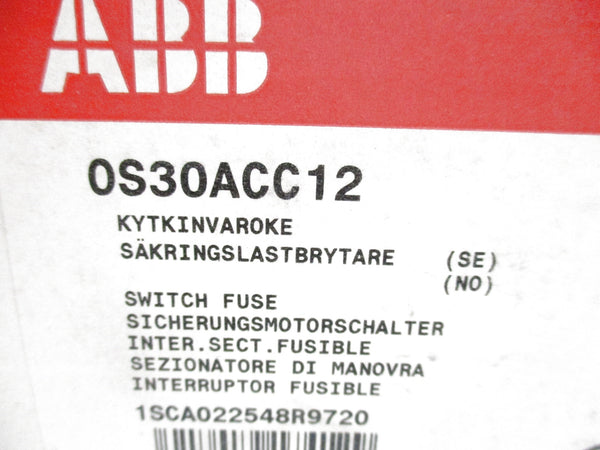 ABB
OS30ACC12
KYTKINVAROKE
SÄKRINGSLASTBRYTARE (SE)
(NO)
SWITCH FUSE
SICHERUNGSMOTORSCHALTER
INTER.SECT.FUSIBLE
SEZIONATORE DI MANOVRA
INTERRUPTOR FUSIBLE
1SCA022548R9720